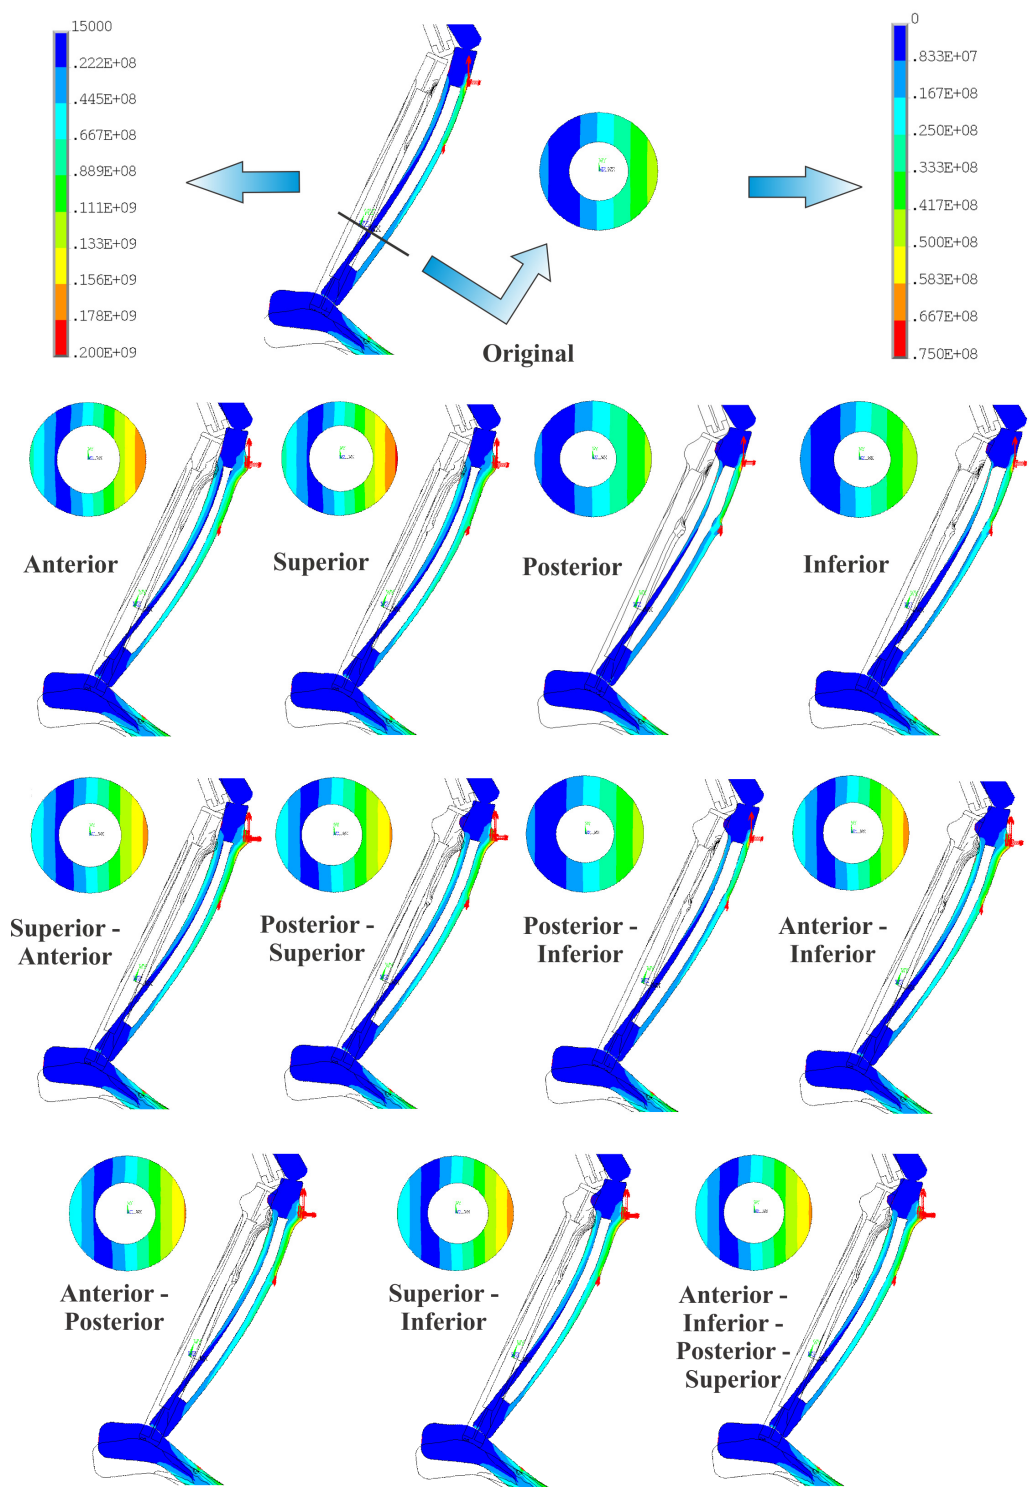 15000
.222E+08
.445E+08
.667E+08
.889E+08
.111E+09
.133E+09
.156E+09
.178E+09
.200E+09
0
.833E+07
.167E+08
.250E+08
.333E+08
.417E+08
.500E+08
.583E+08
.667E+08
.750E+08
Original
Anterior
Superior
Posterior
Inferior
Superior -
Anterior
Posterior -
Superior
Posterior -
Inferior
Anterior -
Inferior
Anterior -
Posterior
Superior -
Inferior
Anterior -
Inferior -
Posterior -
Superior